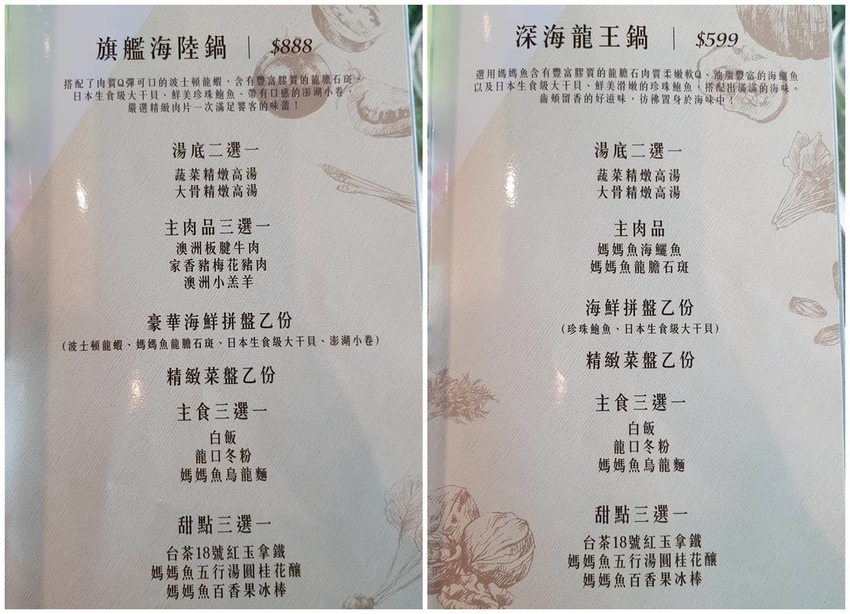 旗艦海陸鍋 | $888
搭配了肉質Q彈可口的波士頓龍蝦，含有豐富膠質的龍膽石斑、
日本生食級大干貝、鮮美珍珠鮑魚、帶有口感的澎湖小卷，
嚴選精緻肉片一次滿足饕客的味蕾！
湯底二選一
蔬菜精燉高湯
大骨精燉高湯
主肉品三選一
澳洲板腱牛肉
家香豬梅花豬肉
澳洲小羔羊
豪華海鮮拼盤乙份
(波士頓龍蝦、媽媽魚龍膽石斑、日本生食級大干貝、澎湖小卷)
精緻菜盤乙份
主食三選一
白飯
龍口冬粉
媽媽魚烏龍麵
甜點三選一
台茶18號紅玉拿鐵
媽媽魚五行湯圓桂花釀
媽媽魚百香果冰棒
深海龍王鍋 | $599
選用媽媽魚含有豐富膠質的龍膽石肉質柔嫩軟Q、油脂豐富的海鱺魚
以及日本生食級大干貝、鮮美滑嫩的珍珠鮑魚，搭配出滿滿的海味。
齒頰留香的好滋味，彷彿置身於海味中！
湯底二選一
蔬菜精燉高湯
大骨精燉高湯
主肉品
媽媽魚海鱺魚
媽媽魚龍膽石斑
海鮮拼盤乙份
(珍珠鮑魚、日本生食級大干貝)
精緻菜盤乙份
主食三選一
白飯
龍口冬粉
媽媽魚烏龍麵
甜點三選一
台茶18號紅玉拿鐵
媽媽魚五行湯圓桂花釀
媽媽魚百香果冰棒